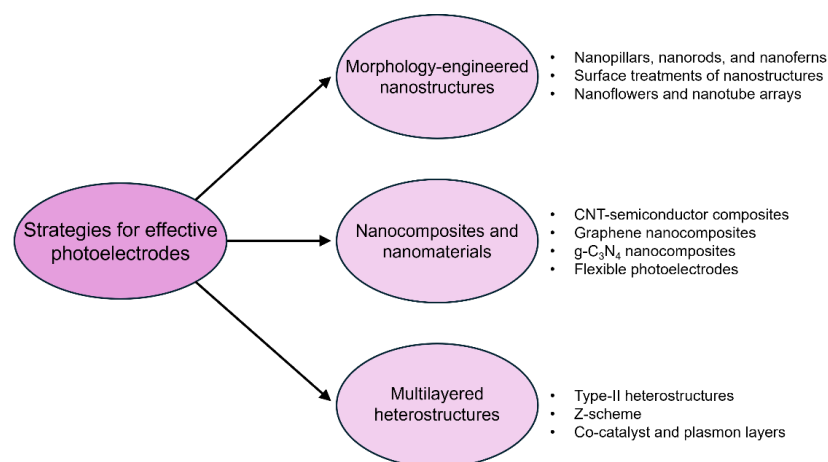 Morphology-engineered
nanostructures
• Nanopillars, nanorods, and nanoferns
• Surface treatments of nanostructures
• Nanoflowers and nanotube arrays
Strategies for effective
photoelectrodes
Nanocomposites and
nanomaterials
• CNT-semiconductor composites
• Graphene nanocomposites
• g-C₃N₄ nanocomposites
• Flexible photoelectrodes
Multilayered
heterostructures
• Type-II heterostructures
• Z-scheme
• Co-catalyst and plasmon layers